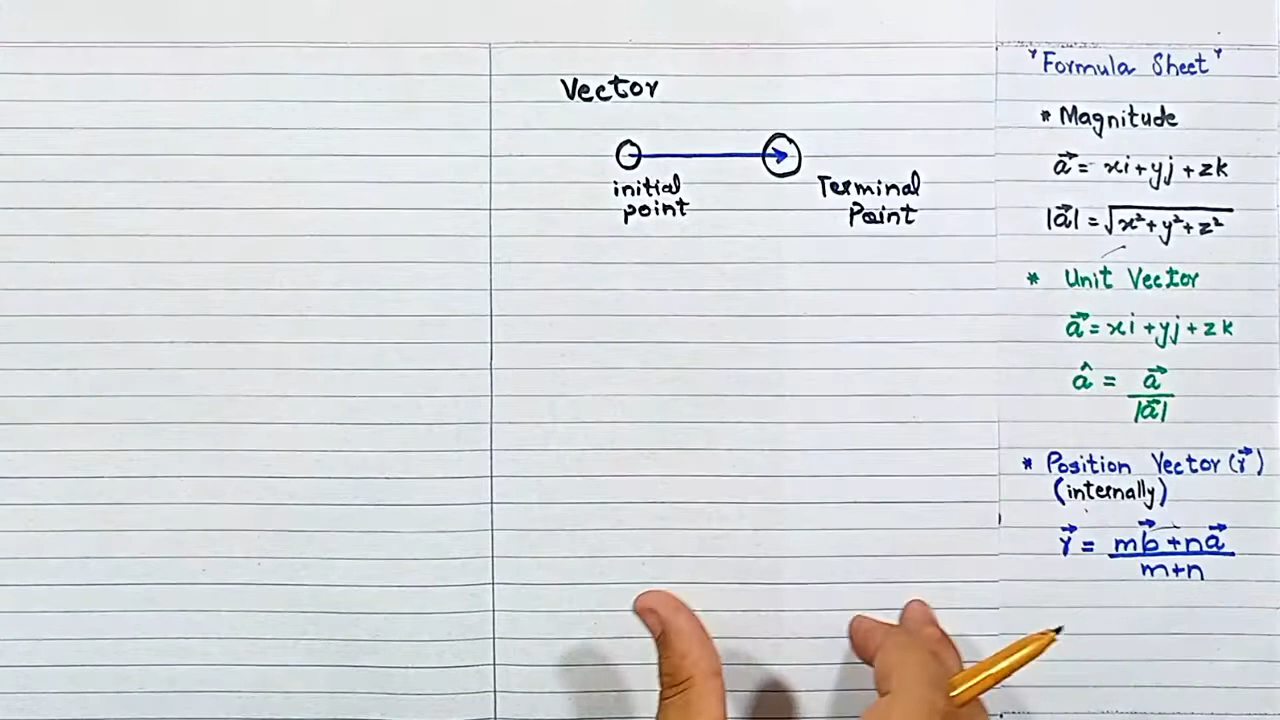 Vector
initial
point
Terminal
Point
"Formula Sheet"
* Magnitude
a⃗ = xi+yj+zk
|a⃗| = √x²+y²+z²
* Unit Vector
a⃗ = xi+yj+zk
â = a⃗
|a⃗|
* Position Vector (r⃗)
(internally)
r⃗ = mb⃗+na⃗
m+n